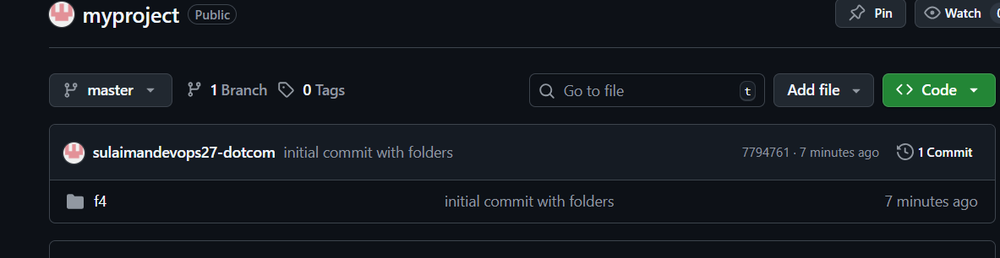 myproject Public Pin Watch
master 1 Branch 0 Tags Go to file t Add file Code
sulaimandevops27-dotcom initial commit with folders 7794761 · 7 minutes ago 1 Commit
f4 initial commit with folders 7 minutes ago